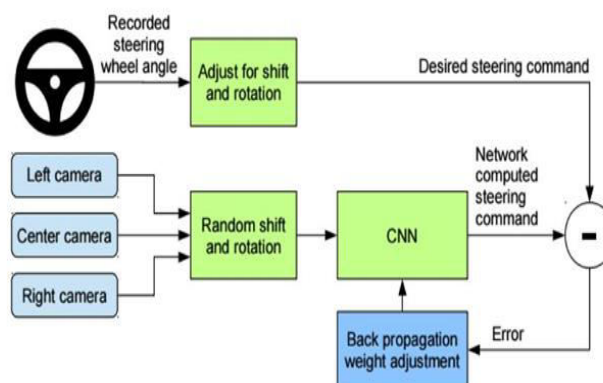 Recorded
steering
wheel angle
Adjust for shift
and rotation
Desired steering command
Left camera
Center camera
Right camera
Random shift
and rotation
CNN
Network
computed
steering
command
-
Back propagation
weight adjustment
Error